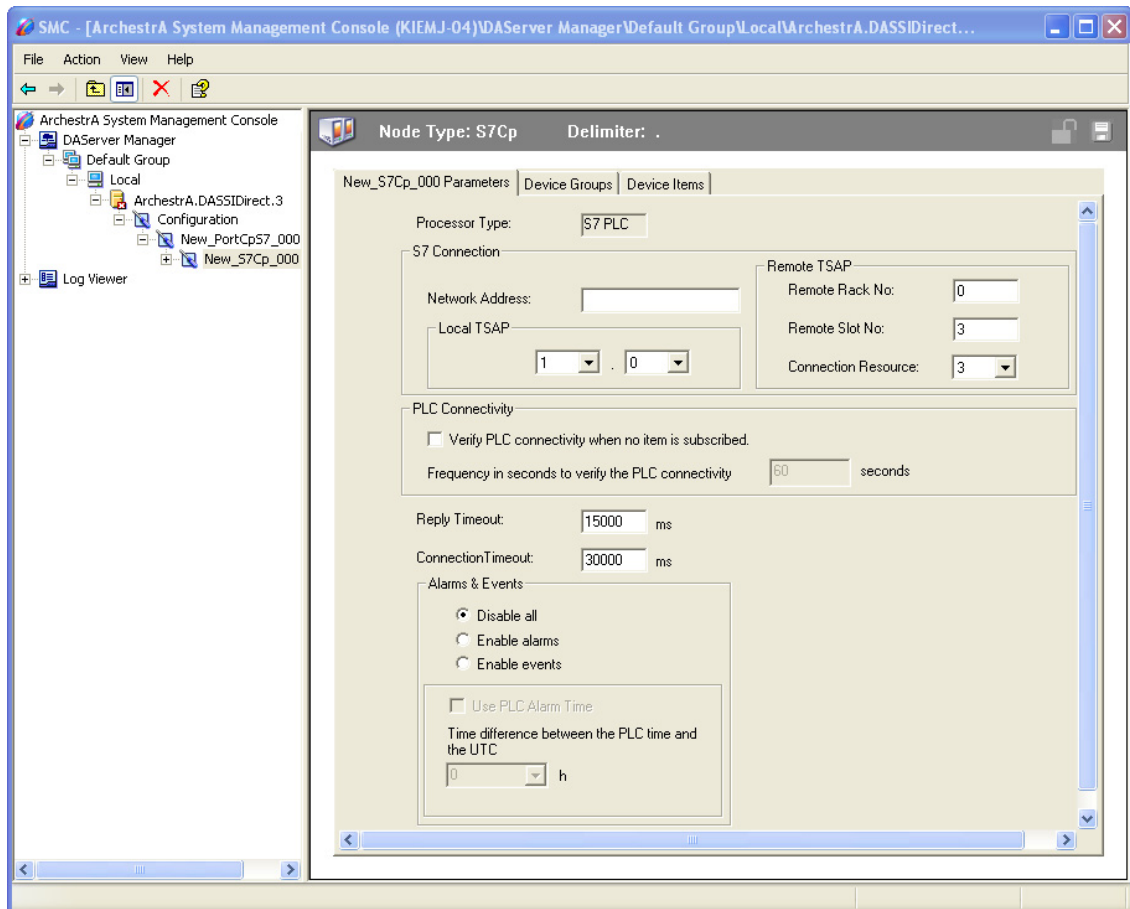 SMC - [ArchestrA System Management Console (KIEMJ-04)\DAServer Manager\Default Group\Local\ArchestrA.DASSIDirect...
File Action View Help
ArchestrA System Management Console
DAServer Manager
Default Group
Local
ArchestrA.DASSIDirect.3
Configuration
New_PortCpS7_000
New_S7Cp_000
Log Viewer
Node Type: S7Cp Delimiter: .
New_S7Cp_000 Parameters Device Groups Device Items
Processor Type: S7 PLC
S7 Connection
Network Address:
Local TSAP
1 . 0
Remote TSAP
Remote Rack No: 0
Remote Slot No: 3
Connection Resource: 3
PLC Connectivity
Verify PLC connectivity when no item is subscribed.
Frequency in seconds to verify the PLC connectivity 60 seconds
Reply Timeout: 15000 ms
ConnectionTimeout: 30000 ms
Alarms & Events
Disable all
Enable alarms
Enable events
Use PLC Alarm Time
Time difference between the PLC time and
the UTC
0 h